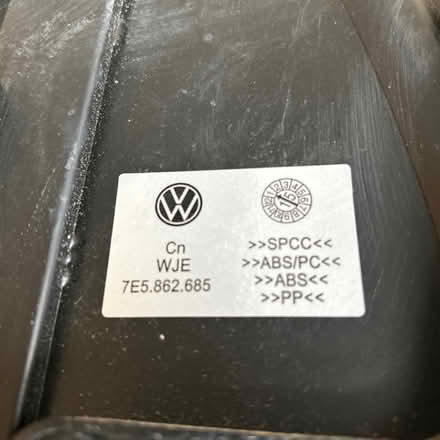 Cn
WJE
7E5.862.685
>>SPCC<<
>>ABS/PC<<
>>ABS<<
>>PP<<